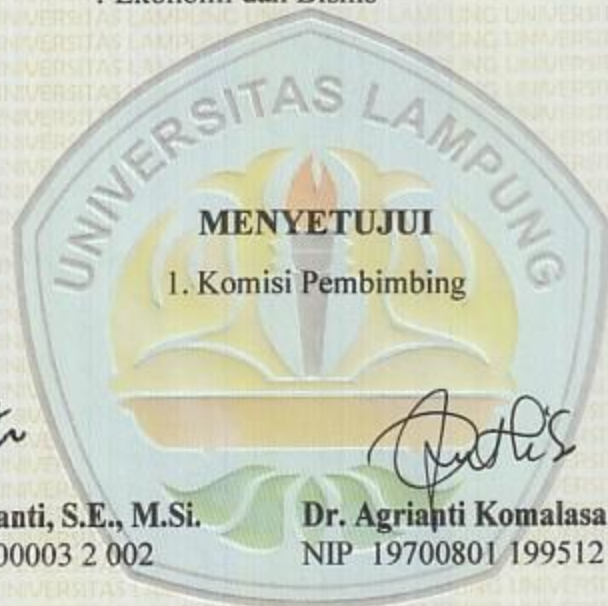 : Ekonomi dan Bisnis
UNIVERSITAS LAMPUNG
MENYETUJUI
1. Komisi Pembimbing
anti, S.E., M.Si.
00003 2 002
Dr. Agrianti Komalasa
NIP 19700801 199512